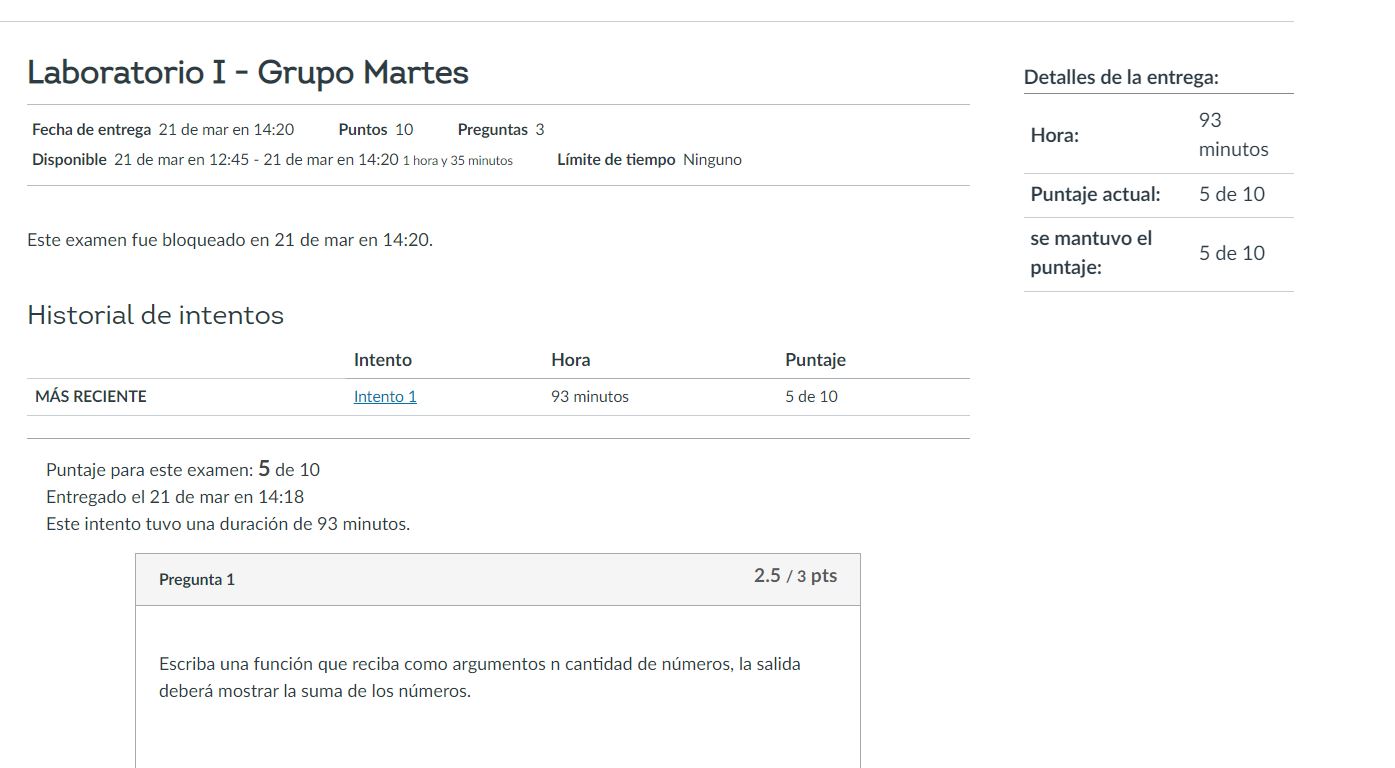 Laboratorio I - Grupo Martes
Fecha de entrega 21 de mar en 14:20 Puntos 10 Preguntas 3
Disponible 21 de mar en 12:45 - 21 de mar en 14:20 1 hora y 35 minutos Límite de tiempo Ninguno
Este examen fue bloqueado en 21 de mar en 14:20.
Historial de intentos
Intento Hora Puntaje
MÁS RECIENTE Intento 1 93 minutos 5 de 10
Puntaje para este examen: 5 de 10
Entregado el 21 de mar en 14:18
Este intento tuvo una duración de 93 minutos.
Pregunta 1 2.5 / 3 pts
Escriba una función que reciba como argumentos n cantidad de números, la salida
deberá mostrar la suma de los números.
Detalles de la entrega:
Hora: 93
minutos
Puntaje actual: 5 de 10
se mantuvo el
puntaje: 5 de 10